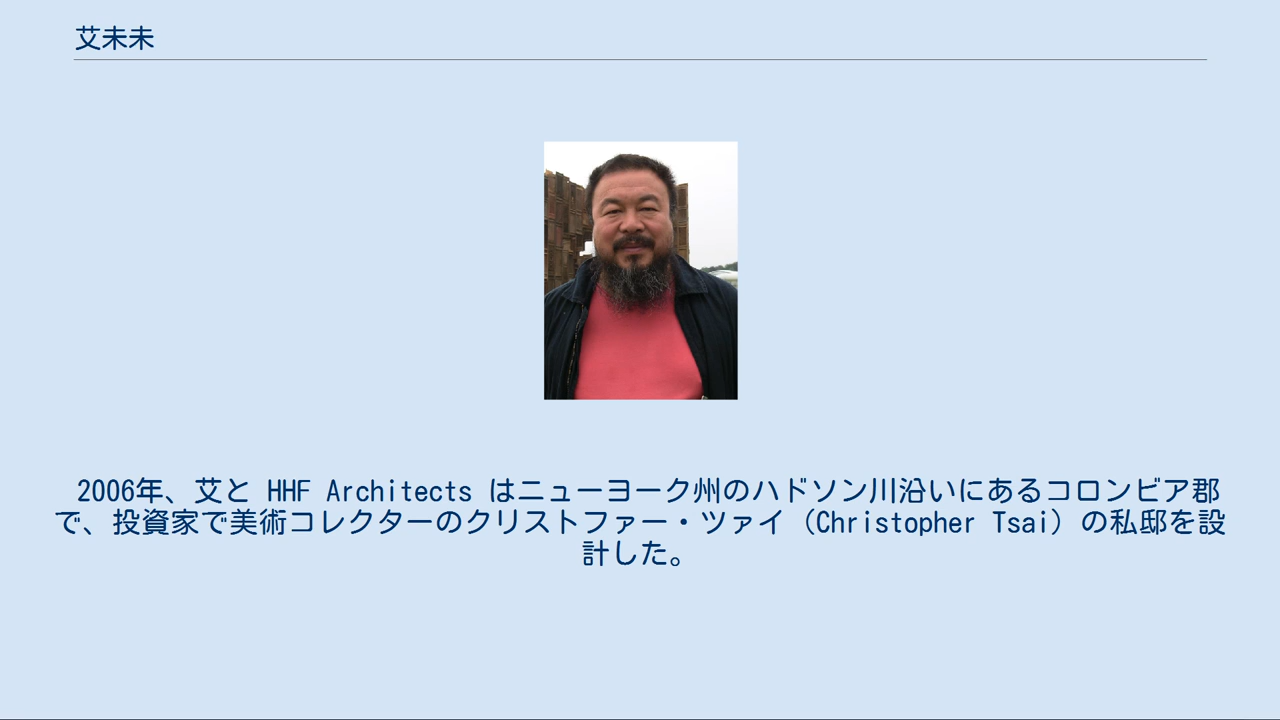 艾未未
2006年、艾と HHF Architects はニューヨーク州のハドソン川沿いにあるコロンビア郡
で、投資家で美術コレクターのクリストファー・ツァイ（Christopher Tsai）の私邸を設
計した。